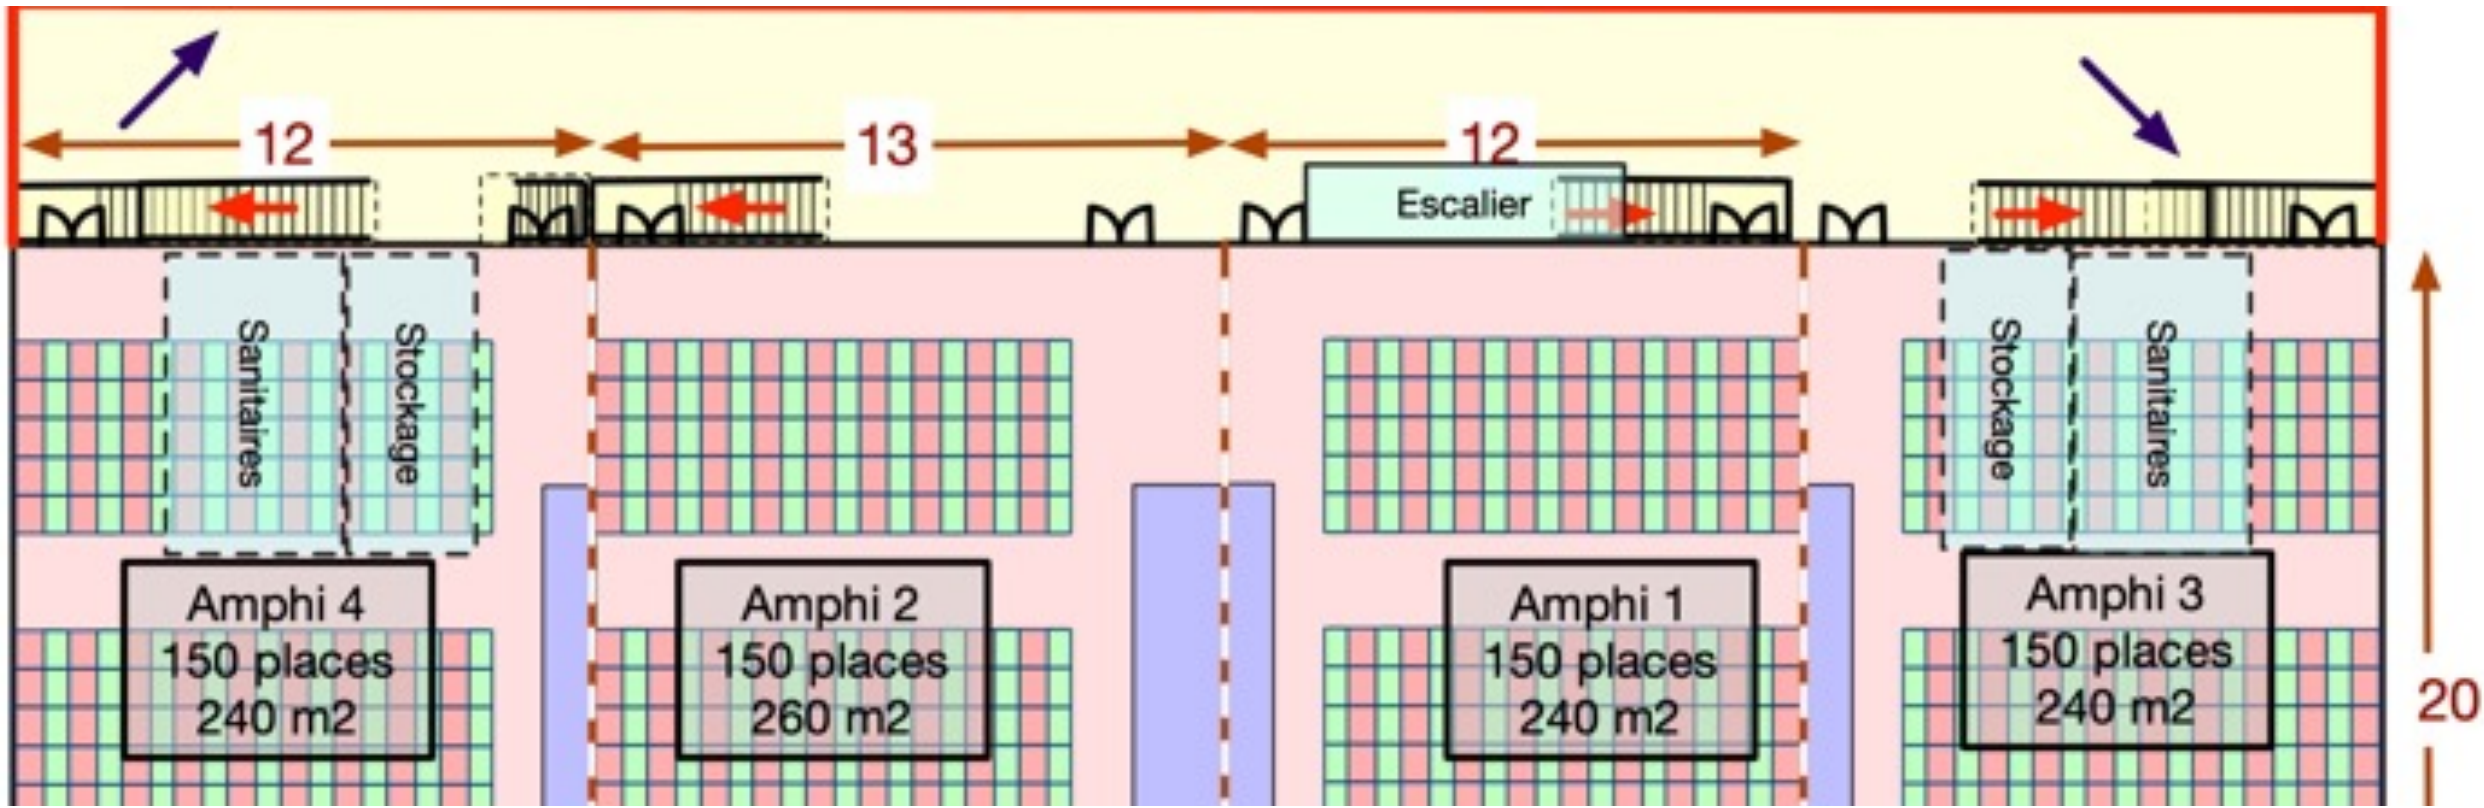 12
13
12
Escalier
Sanitaires
Stockage
Stockage
Sanitaires
Amphi 4
150 places
240 m2
Amphi 2
150 places
260 m2
Amphi 1
150 places
240 m2
Amphi 3
150 places
240 m2
20